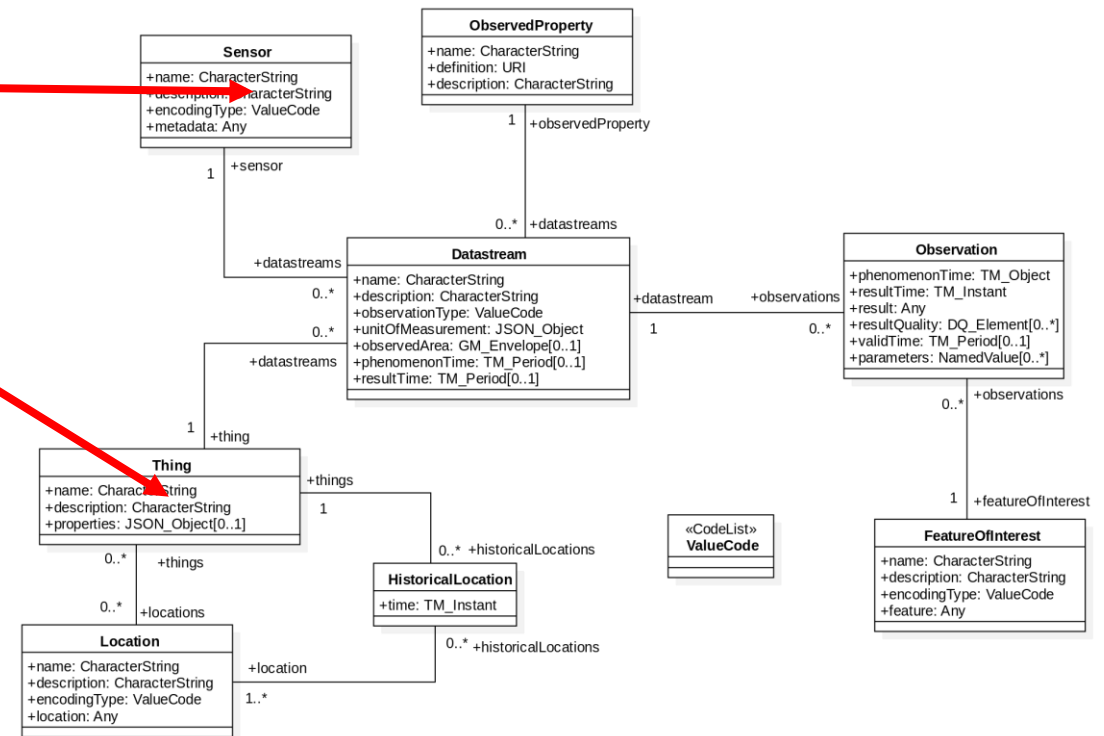 ObservedProperty
+name: CharacterString
+definition: URI
+description: CharacterString
1
+observedProperty
0..*
+datastreams
Sensor
+name: CharacterString
+description: CharacterString
+encodingType: ValueCode
+metadata: Any
1
+sensor
+datastreams
0..*
Datastream
+name: CharacterString
+description: CharacterString
+observationType: ValueCode
+unitOfMeasurement: JSON_Object
+observedArea: GM_Envelope[0..1]
+phenomenonTime: TM_Period[0..1]
+resultTime: TM_Period[0..1]
+datastream
1
+observations
0..*
Observation
+phenomenonTime: TM_Object
+resultTime: TM_Instant
+result: Any
+resultQuality: DQ_Element[0..*]
+validTime: TM_Period[0..1]
+parameters: NamedValue[0..*]
0..*
+observations
1
+featureOfInterest
FeatureOfInterest
+name: CharacterString
+description: CharacterString
+encodingType: ValueCode
+feature: Any
0..*
+datastreams
1
+thing
Thing
+name: CharacterString
+description: CharacterString
+properties: JSON_Object[0..1]
+things
1
0..* +historicalLocations
HistoricalLocation
+time: TM_Instant
0..* +historicalLocations
«CodeList»
ValueCode
0..*
+things
0..*
+locations
Location
+name: CharacterString
+description: CharacterString
+encodingType: ValueCode
+location: Any
+location
1..*